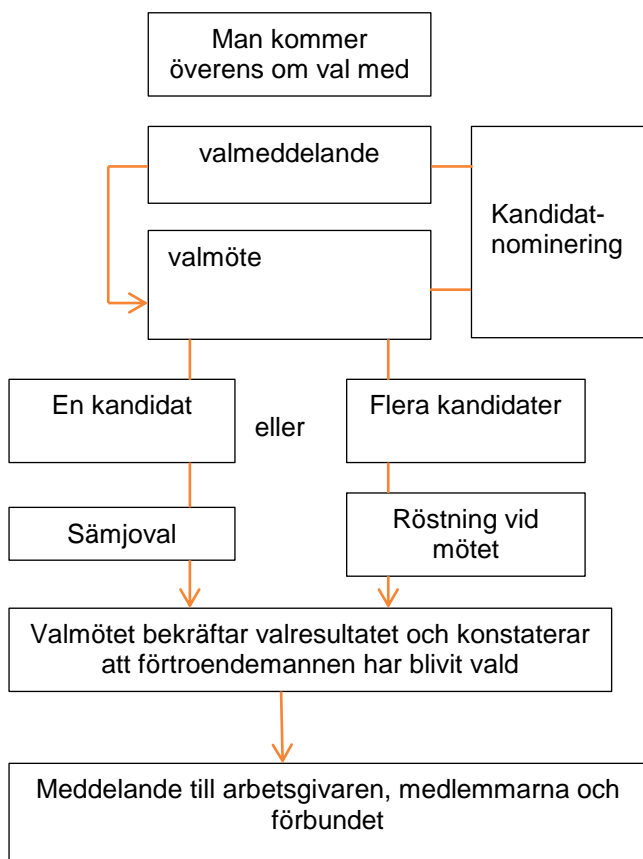 Man kommer
överens om val med
valmeddelande
Kandidat-
nominering
valmöte
En kandidat
eller
Flera kandidater
Sämjoval
Röstning vid
mötet
Valmötet bekräftar valresultatet och konstaterar
att förtroendemannen har blivit vald
Meddelande till arbetsgivaren, medlemmarna och
förbundet